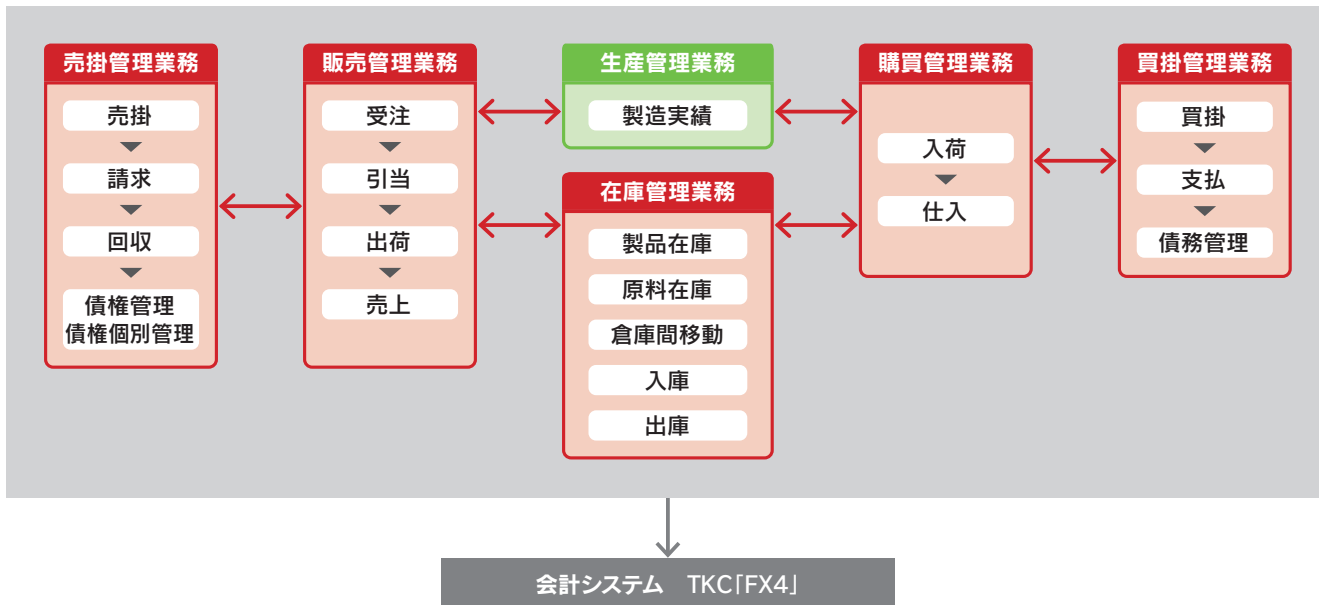 売掛管理業務
売掛
請求
回収
債権管理
債権個別管理
販売管理業務
受注
引当
出荷
売上
生産管理業務
製造実績
在庫管理業務
製品在庫
原料在庫
倉庫間移動
入庫
出庫
購買管理業務
入荷
仕入
買掛管理業務
買掛
支払
債務管理
会計システム TKC「FX4」